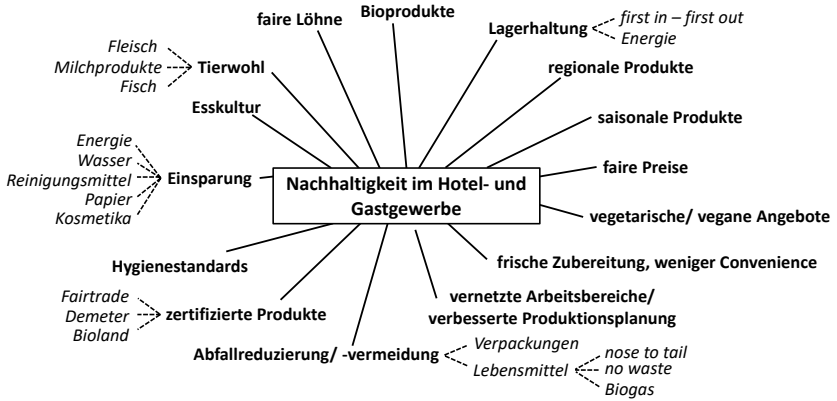 Bioprodukte
faire Löhne
Lagerhaltung
first in – first out
Energie
Fleisch
Milchprodukte
Fisch
Tierwohl
regionale Produkte
Esskultur
saisonale Produkte
Energie
Wasser
Reinigungsmittel
Papier
Kosmetika
Einsparung
faire Preise
Nachhaltigkeit im Hotel- und
Gastgewerbe
vegetarische/ vegane Angebote
Hygienestandards
frische Zubereitung, weniger Convenience
Fairtrade
Demeter
Bioland
zertifizierte Produkte
vernetzte Arbeitsbereiche/
verbesserte Produktionsplanung
Abfallreduzierung/ -vermeidung
Verpackungen
Lebensmittel
nose to tail
no waste
Biogas